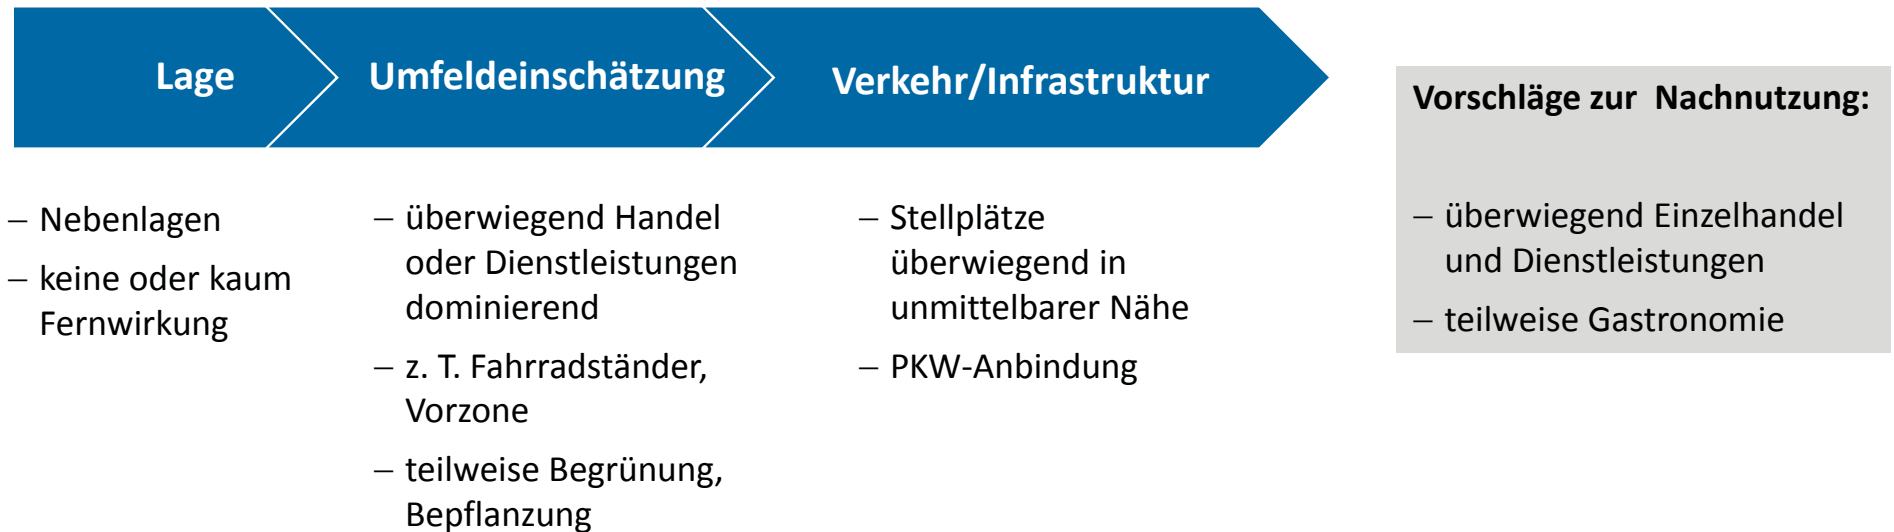 Lage
Umfeldeinschätzung
Verkehr/Infrastruktur
– Nebenlagen
– keine oder kaum
Fernwirkung
– überwiegend Handel
oder Dienstleistungen
dominierend
– z. T. Fahrradständer,
Vorzone
– teilweise Begrünung,
Bepflanzung
– Stellplätze
überwiegend in
unmittelbarer Nähe
– PKW-Anbindung
Vorschläge zur  Nachnutzung:
– überwiegend Einzelhandel
und Dienstleistungen
– teilweise Gastronomie